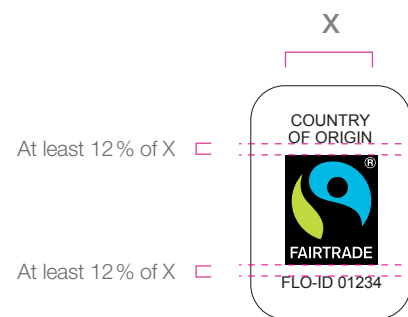 X
COUNTRY
OF ORIGIN
At least 12% of X
®
FAIRTRADE
At least 12% of X
FLO-ID 01234